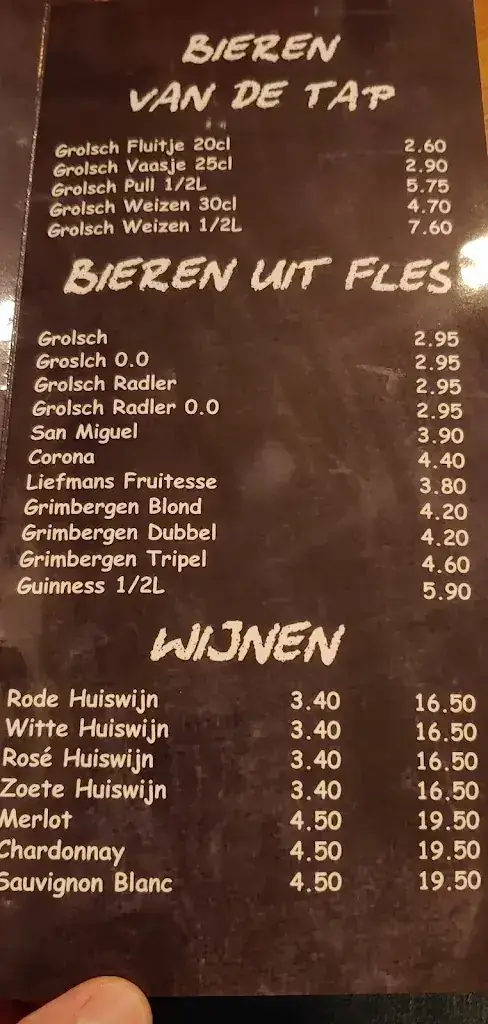 BIEREN
VAN DE TAP
Grolsch Fluitje 20cl 2.60
Grolsch Vaasje 25cl 2.90
Grolsch Pull 1/2L 5.75
Grolsch Weizen 30cl 4.70
Grolsch Weizen 1/2L 7.60
BIEREN UIT FLES
Grolsch 2.95
Groslch 0.0 2.95
Grolsch Radler 2.95
Grolsch Radler 0.0 2.95
San Miguel 3.90
Corona 4.40
Liefmans Fruitesse 3.80
Grimbergen Blond 4.20
Grimbergen Dubbel 4.20
Grimbergen Tripel 4.60
Guinness 1/2L 5.90
WIJNEN
Rode Huiswijn 3.40 16.50
Witte Huiswijn 3.40 16.50
Rosé Huiswijn 3.40 16.50
Zoete Huiswijn 3.40 16.50
Merlot 4.50 19.50
Chardonnay 4.50 19.50
Sauvignon Blanc 4.50 19.50